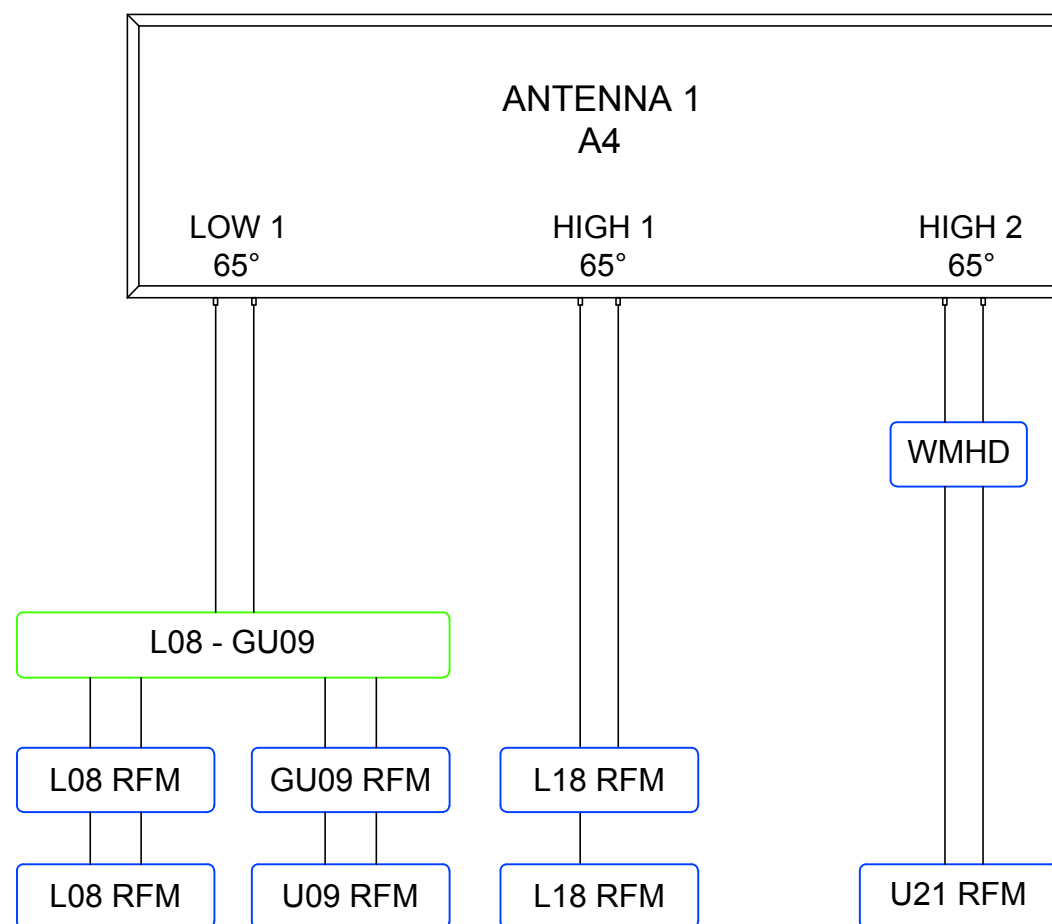 ANTENNA 1
A4
LOW 1
65°
HIGH 1
65°
HIGH 2
65°
WMHD
L08 - GU09
L08 RFM
GU09 RFM
L18 RFM
L08 RFM
U09 RFM
L18 RFM
U21 RFM